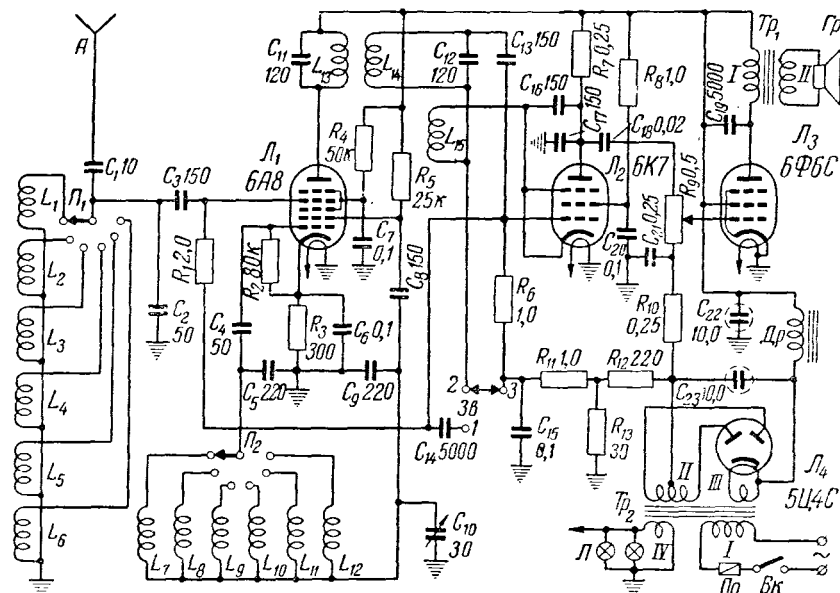 А
C₁ 10
C₁₁
120
L₁₃
L₁₄
C₁₂
120
C₁₃ 150
R₇ 0,25
R₈ 1,0
Тр₁
I
II
Гр
C₁₉ 5000
C₁₆ 150
C₁₇ 150
C₁₈ 0,02
L₁₅
R₄
50к
R₅
25к
Л₁
6А8
Л₂
6К7
R₉ 0,5
Л₃
6Ф6С
L₁
П₁
C₃ 150
L₂
R₁ 2,0
C₂
50
R₂ 80к
C₇
0,1
C₈ 150
C₂₀
0,1
C₂₁ 0,25
L₃
C₄
50
R₃
300
C₆ 0,1
R₆
1,0
R₁₀
0,25
C₂₂
10,0
Др
L₄
C₅ 220
C₉ 220
2
3
Зв
1
R₁₁ 1,0
R₁₂ 220
C₂₃ 10,0
L₅
П₂
C₁₄ 5000
C₁₅
0,1
R₁₃
30
II
III
Л₄
5Ц4С
L₆
C₁₀
30
Тр₂
Л
IV
I
~
L₇
L₈
L₉
L₁₀
L₁₁
L₁₂
Пр
Вк